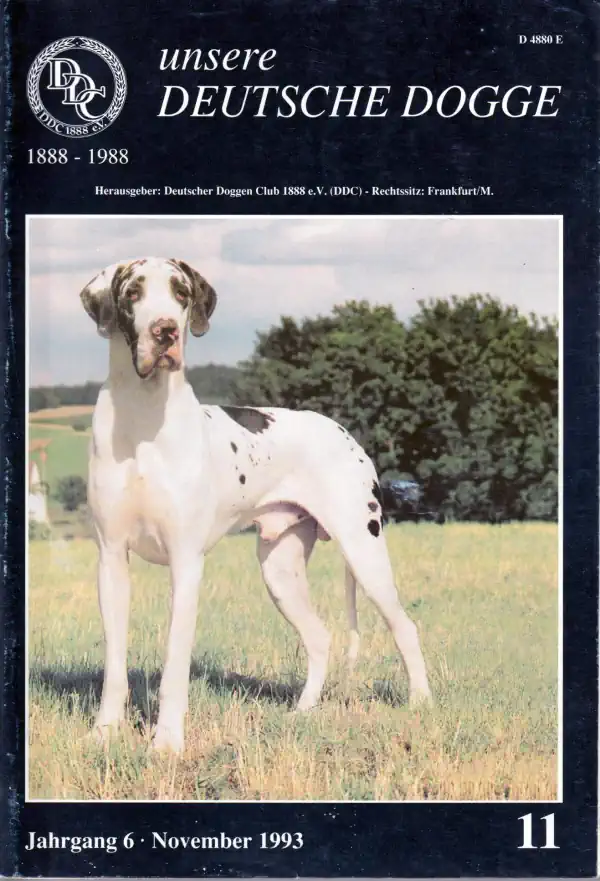 D 4880 E
unsere
DEUTSCHE DOGGE
DDC
DDC 1888 e.V.
1888 - 1988
Herausgeber: Deutscher Doggen Club 1888 e.V. (DDC) - Rechtssitz: Frankfurt/M.
Jahrgang 6 · November 1993
11